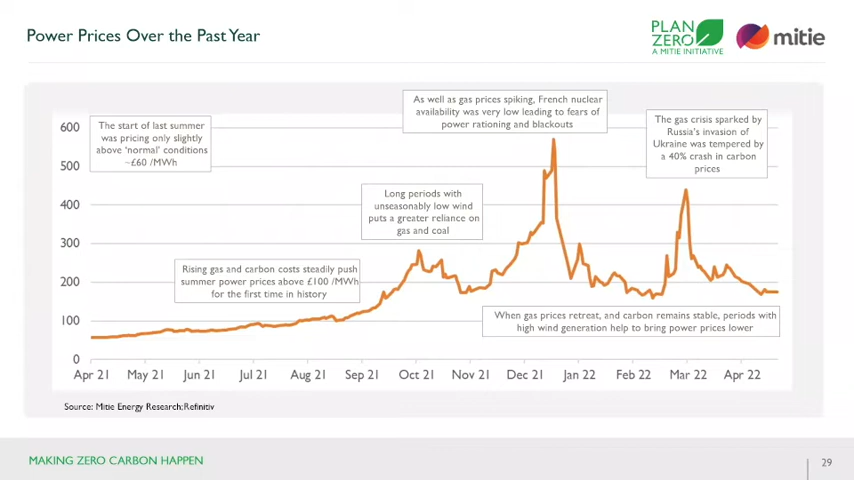 Power Prices Over the Past Year
PLAN
ZERO
A MITIE INITIATIVE
mitie
As well as gas prices spiking, French nuclear
availability was very low leading to fears of
power rationing and blackouts
The start of last summer
was pricing only slightly
above 'normal' conditions
~£60 /MWh
The gas crisis sparked by
Russia's invasion of
Ukraine was tempered by
a 40% crash in carbon
prices
Long periods with
unseasonably low wind
puts a greater reliance on
gas and coal
Rising gas and carbon costs steadily push
summer power prices above £100 /MWh
for the first time in history
When gas prices retreat, and carbon remains stable, periods with
high wind generation help to bring power prices lower
600
500
400
300
200
100
0
Apr 21 May 21 Jun 21 Jul 21 Aug 21 Sep 21 Oct 21 Nov 21 Dec 21 Jan 22 Feb 22 Mar 22 Apr 22
Source: Mitie Energy Research;Refinitiv
MAKING ZERO CARBON HAPPEN
29